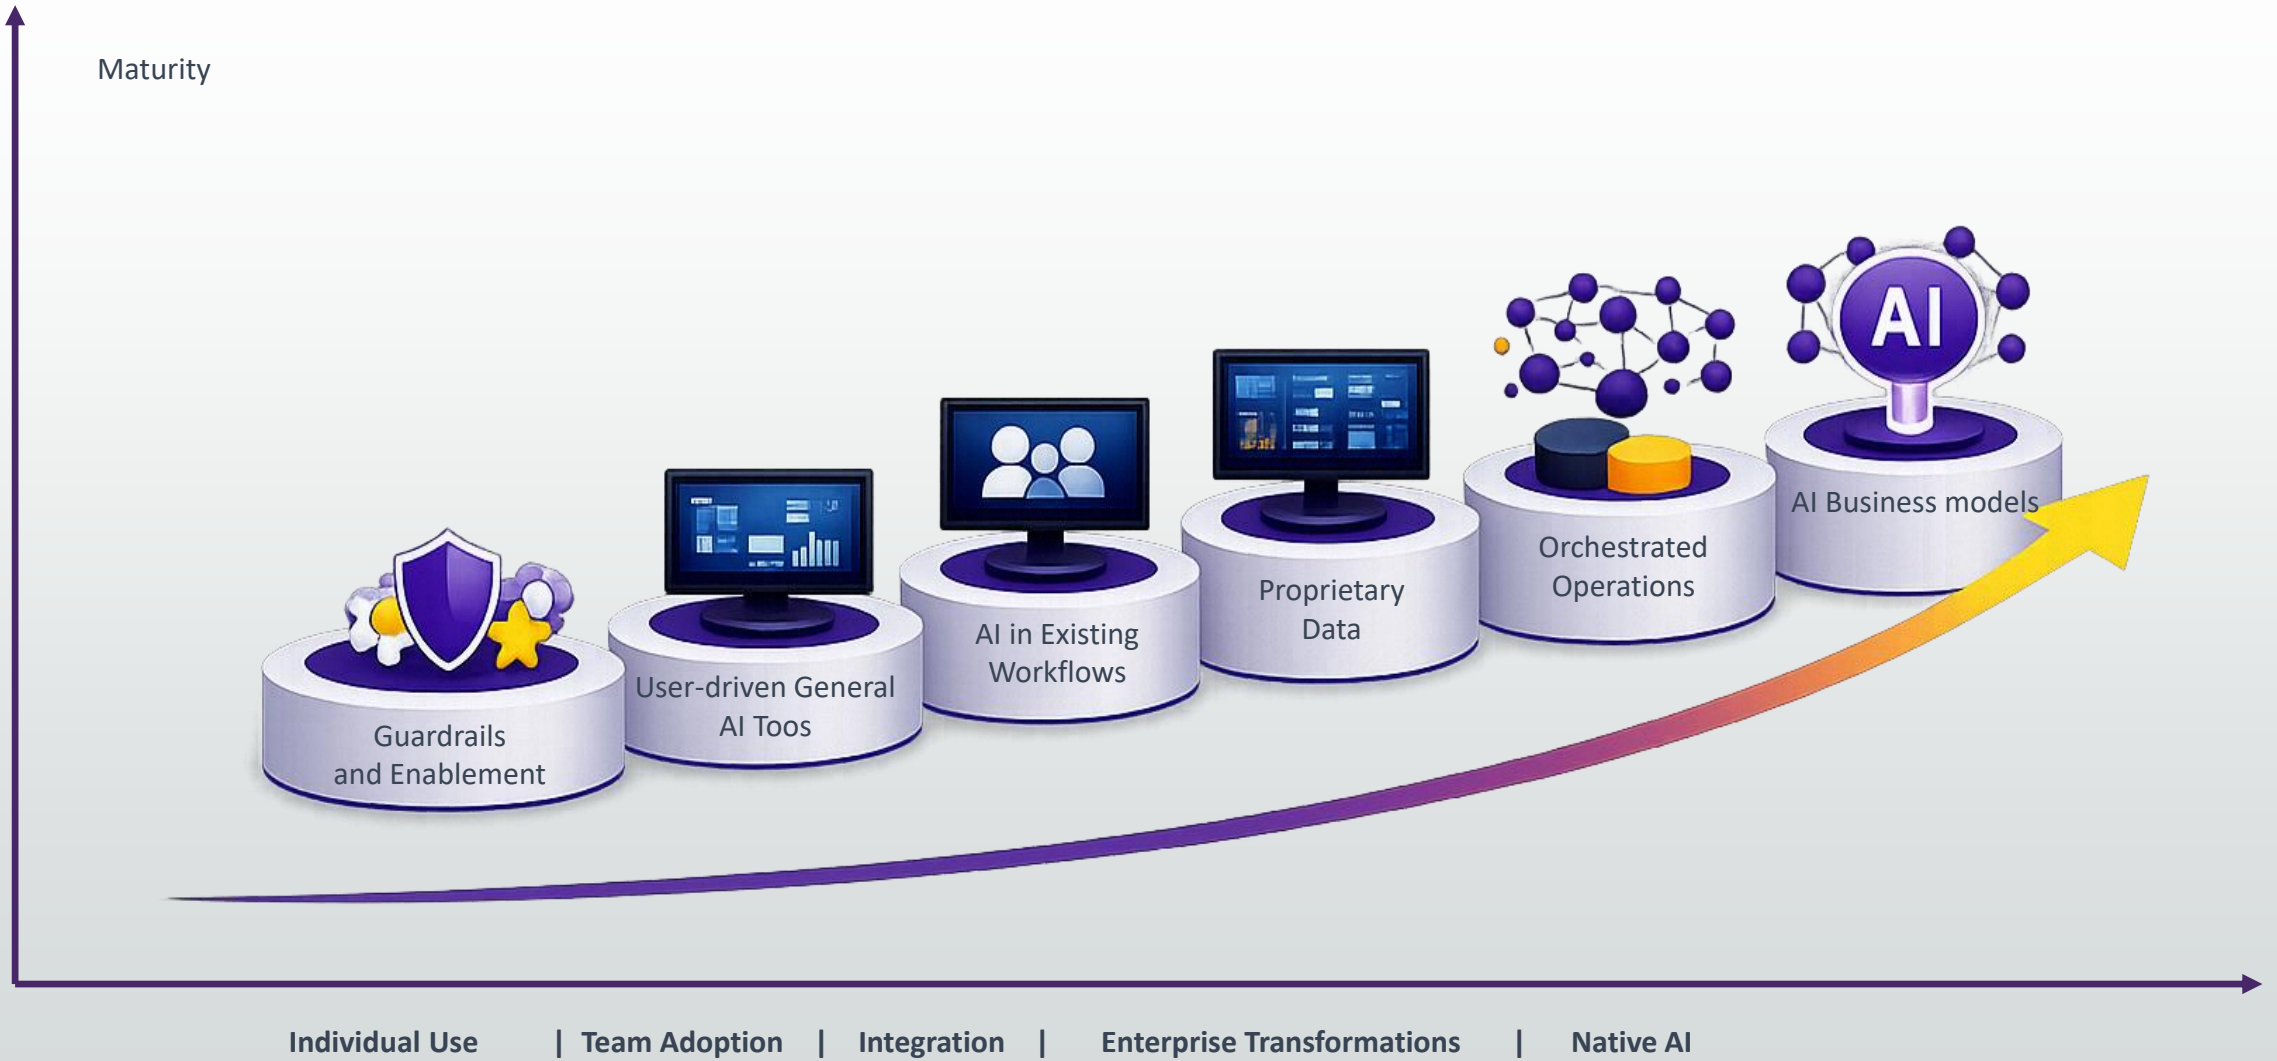 Maturity
AI
AI Business models
Orchestrated
Operations
Proprietary
Data
AI in Existing
Workflows
User-driven General
AI Toos
Guardrails
and Enablement
Individual Use | Team Adoption | Integration | Enterprise Transformations | Native AI